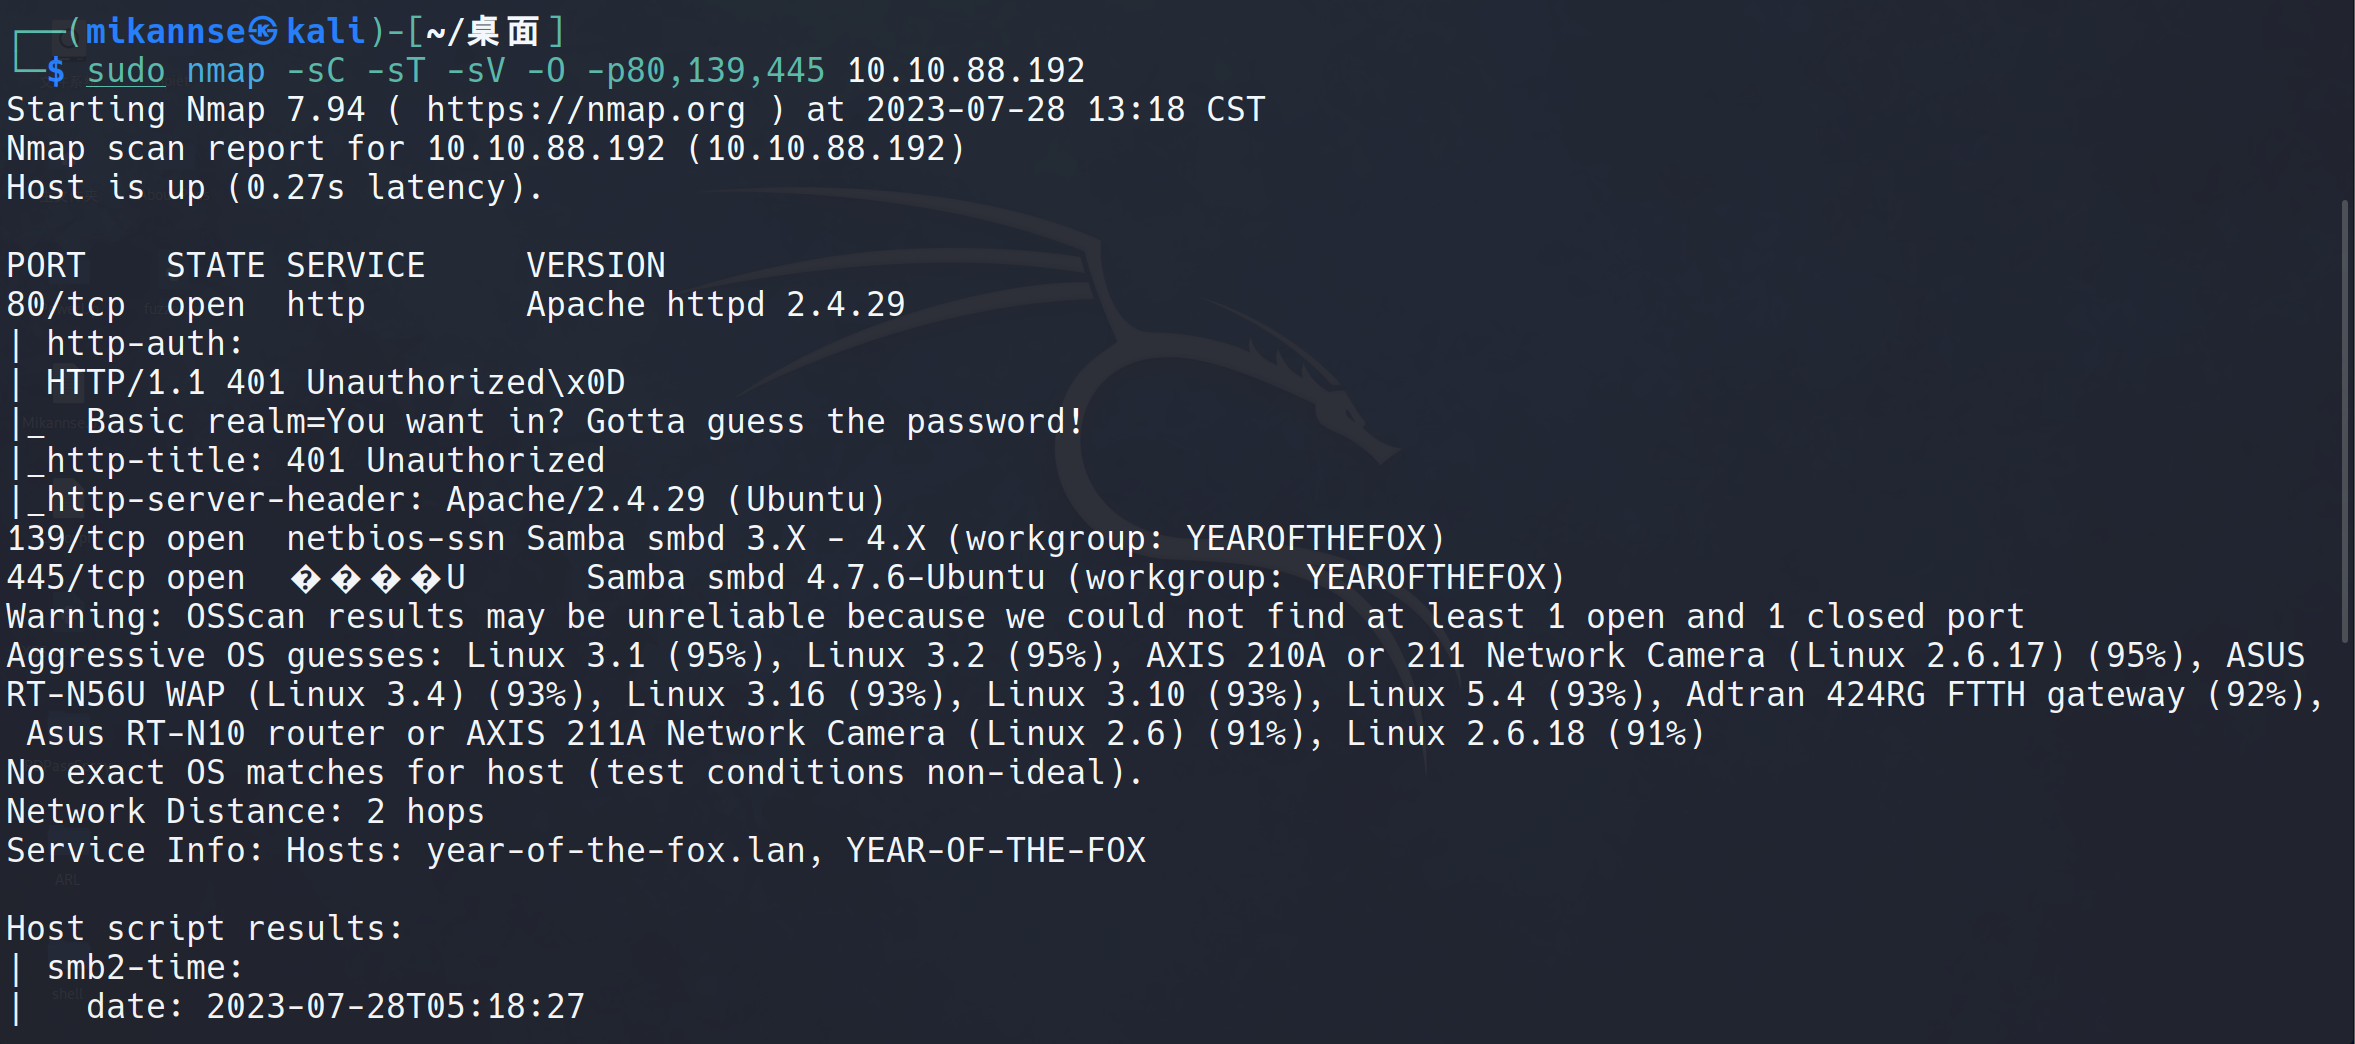 ┌──(mikannse㉿kali)-[~/桌面]
└─$ sudo nmap -sC -sT -sV -O -p80,139,445 10.10.88.192
Starting Nmap 7.94 ( https://nmap.org ) at 2023-07-28 13:18 CST
Nmap scan report for 10.10.88.192 (10.10.88.192)
Host is up (0.27s latency).
PORT    STATE SERVICE     VERSION
80/tcp  open  http        Apache httpd 2.4.29
| http-auth:
| HTTP/1.1 401 Unauthorized\x0D
|_  Basic realm=You want in? Gotta guess the password!
|_http-title: 401 Unauthorized
|_http-server-header: Apache/2.4.29 (Ubuntu)
139/tcp open  netbios-ssn Samba smbd 3.X - 4.X (workgroup: YEAROFTHEFOX)
445/tcp open  ����U      Samba smbd 4.7.6-Ubuntu (workgroup: YEAROFTHEFOX)
Warning: OSScan results may be unreliable because we could not find at least 1 open and 1 closed port
Aggressive OS guesses: Linux 3.1 (95%), Linux 3.2 (95%), AXIS 210A or 211 Network Camera (Linux 2.6.17) (95%), ASUS
RT-N56U WAP (Linux 3.4) (93%), Linux 3.16 (93%), Linux 3.10 (93%), Linux 5.4 (93%), Adtran 424RG FTTH gateway (92%),
 Asus RT-N10 router or AXIS 211A Network Camera (Linux 2.6) (91%), Linux 2.6.18 (91%)
No exact OS matches for host (test conditions non-ideal).
Network Distance: 2 hops
Service Info: Hosts: year-of-the-fox.lan, YEAR-OF-THE-FOX
ARL
Host script results:
| smb2-time:
shell
|   date: 2023-07-28T05:18:27